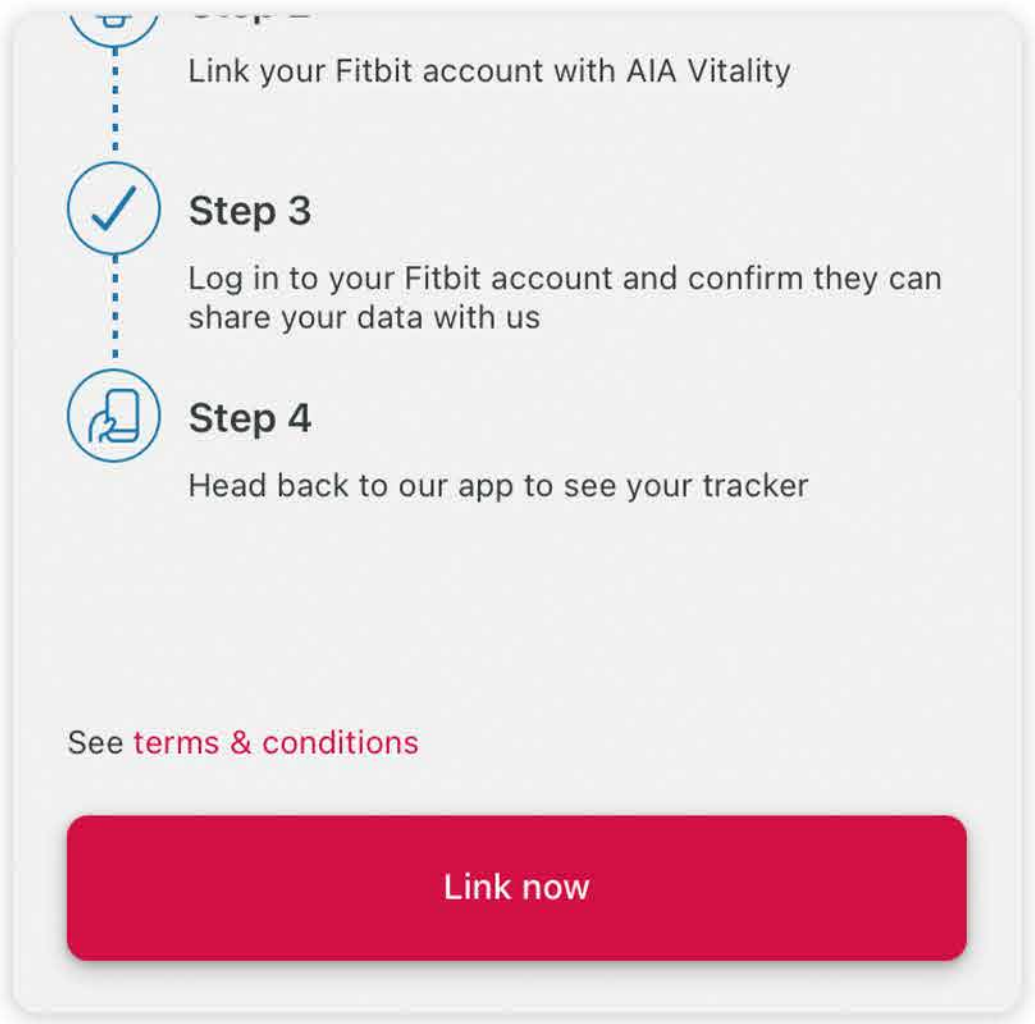 Link your Fitbit account with AIA Vitality
Step 3
Log in to your Fitbit account and confirm they can
share your data with us
Step 4
Head back to our app to see your tracker
See terms & conditions
Link now